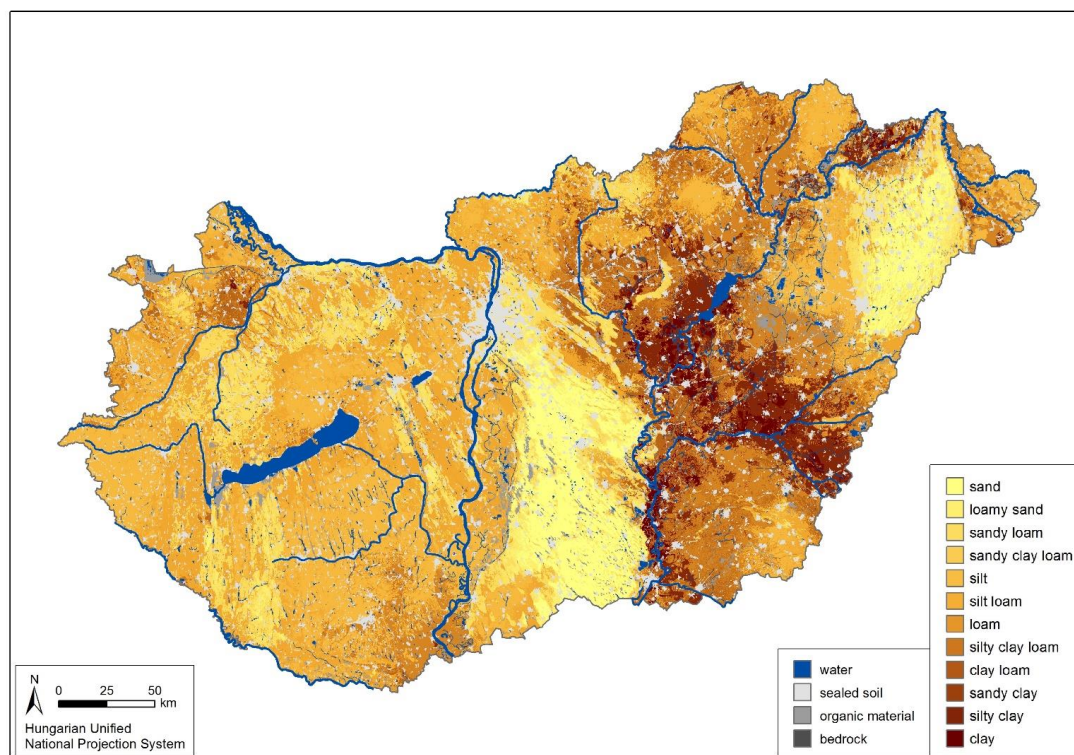 N
0 25 50
km
Hungarian Unified
National Projection System
water
sealed soil
organic material
bedrock
sand
loamy sand
sandy loam
sandy clay loam
silt
silt loam
loam
silty clay loam
clay loam
sandy clay
silty clay
clay